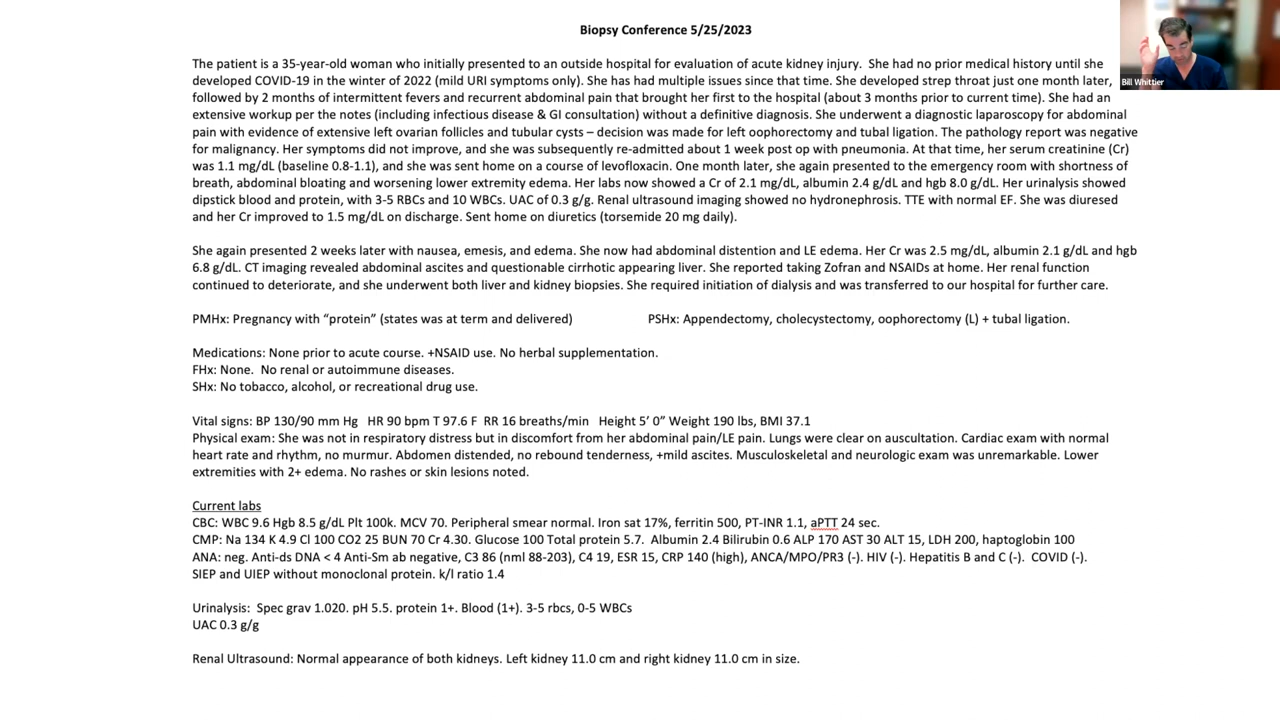 Biopsy Conference 5/25/2023
Bill Whittier
The patient is a 35-year-old woman who initially presented to an outside hospital for evaluation of acute kidney injury. She had no prior medical history until she
developed COVID-19 in the winter of 2022 (mild URI symptoms only). She has had multiple issues since that time. She developed strep throat just one month later,
followed by 2 months of intermittent fevers and recurrent abdominal pain that brought her first to the hospital (about 3 months prior to current time). She had an
extensive workup per the notes (including infectious disease & GI consultation) without a definitive diagnosis. She underwent a diagnostic laparoscopy for abdominal
pain with evidence of extensive left ovarian follicles and tubular cysts – decision was made for left oophorectomy and tubal ligation. The pathology report was negative
for malignancy. Her symptoms did not improve, and she was subsequently re-admitted about 1 week post op with pneumonia. At that time, her serum creatinine (Cr)
was 1.1 mg/dL (baseline 0.8-1.1), and she was sent home on a course of levofloxacin. One month later, she again presented to the emergency room with shortness of
breath, abdominal bloating and worsening lower extremity edema. Her labs now showed a Cr of 2.1 mg/dL, albumin 2.4 g/dL and hgb 8.0 g/dL. Her urinalysis showed
dipstick blood and protein, with 3-5 RBCs and 10 WBCs. UAC of 0.3 g/g. Renal ultrasound imaging showed no hydronephrosis. TTE with normal EF. She was diuresed
and her Cr improved to 1.5 mg/dL on discharge. Sent home on diuretics (torsemide 20 mg daily).
She again presented 2 weeks later with nausea, emesis, and edema. She now had abdominal distention and LE edema. Her Cr was 2.5 mg/dL, albumin 2.1 g/dL and hgb
6.8 g/dL. CT imaging revealed abdominal ascites and questionable cirrhotic appearing liver. She reported taking Zofran and NSAIDs at home. Her renal function
continued to deteriorate, and she underwent both liver and kidney biopsies. She required initiation of dialysis and was transferred to our hospital for further care.
PMHx: Pregnancy with “protein” (states was at term and delivered) PSHx: Appendectomy, cholecystectomy, oophorectomy (L) + tubal ligation.
Medications: None prior to acute course. +NSAID use. No herbal supplementation.
FHx: None. No renal or autoimmune diseases.
SHx: No tobacco, alcohol, or recreational drug use.
Vital signs: BP 130/90 mm Hg HR 90 bpm T 97.6 F RR 16 breaths/min Height 5’ 0” Weight 190 lbs, BMI 37.1
Physical exam: She was not in respiratory distress but in discomfort from her abdominal pain/LE pain. Lungs were clear on auscultation. Cardiac exam with normal
heart rate and rhythm, no murmur. Abdomen distended, no rebound tenderness, +mild ascites. Musculoskeletal and neurologic exam was unremarkable. Lower
extremities with 2+ edema. No rashes or skin lesions noted.
Current labs
CBC: WBC 9.6 Hgb 8.5 g/dL Plt 100k. MCV 70. Peripheral smear normal. Iron sat 17%, ferritin 500, PT-INR 1.1, aPTT 24 sec.
CMP: Na 134 K 4.9 Cl 100 CO2 25 BUN 70 Cr 4.30. Glucose 100 Total protein 5.7. Albumin 2.4 Bilirubin 0.6 ALP 170 AST 30 ALT 15, LDH 200, haptoglobin 100
ANA: neg. Anti-ds DNA < 4 Anti-Sm ab negative, C3 86 (nml 88-203), C4 19, ESR 15, CRP 140 (high), ANCA/MPO/PR3 (-). HIV (-). Hepatitis B and C (-). COVID (-).
SIEP and UIEP without monoclonal protein. k/l ratio 1.4
Urinalysis: Spec grav 1.020. pH 5.5. protein 1+. Blood (1+). 3-5 rbcs, 0-5 WBCs
UAC 0.3 g/g
Renal Ultrasound: Normal appearance of both kidneys. Left kidney 11.0 cm and right kidney 11.0 cm in size.